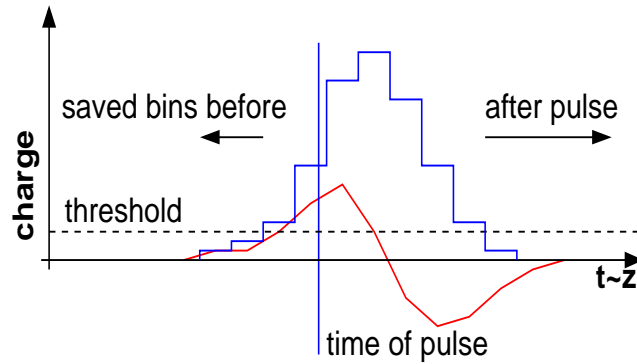 saved bins before
after pulse
charge
threshold
t~z
time of pulse